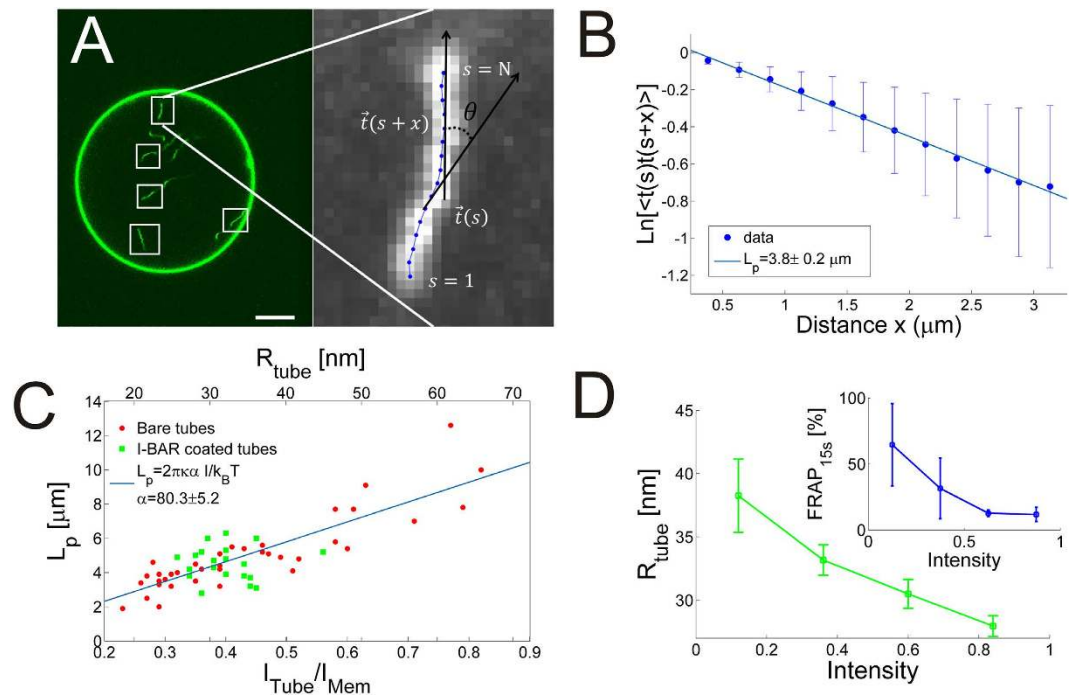 A
s = N
θ
t⃗(s + x)
t⃗(s)
s = 1
B
0
-0.2
-0.4
-0.6
-0.8
-1
-1.2
Ln[<t(s)t(s+x)>]
data
L_p=3.8± 0.2 μm
0.5 1 1.5 2 2.5 3
Distance x (μm)
C
R_tube [nm]
20 30 40 50 60 70
14
12
10
8
6
4
2
0
L_p [μm]
Bare tubes
I-BAR coated tubes
L_p=2πκα I/k_BT
α=80.3±5.2
0.2 0.3 0.4 0.5 0.6 0.7 0.8 0.9
I_Tube/I_Mem
D
45
40
35
30
R_tube [nm]
0 0.2 0.4 0.6 0.8 1
Intensity
FRAP_15s [%]
100
50
0
0 0.5 1
Intensity